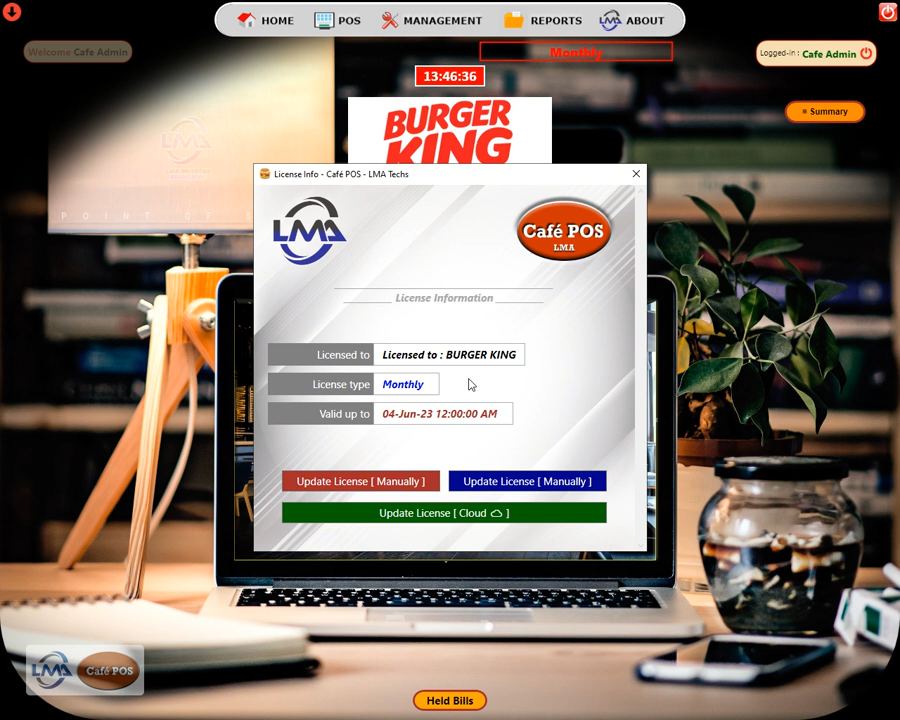 HOME
POS
MANAGEMENT
REPORTS
LMA
ABOUT
Welcome Cafe Admin
Monthly
Logged-in : Cafe Admin
13:46:36
Summary
LMA
BURGER
KING
License Info - Café POS - LMA Techs
LMA
Café POS
LMA
License Information
Licensed to
Licensed to : BURGER KING
License type
Monthly
Valid up to
04-Jun-23 12:00:00 AM
Update License [ Manually ]
Update License [ Manually ]
Update License [ Cloud ]
LMA
Café POS
Held Bills